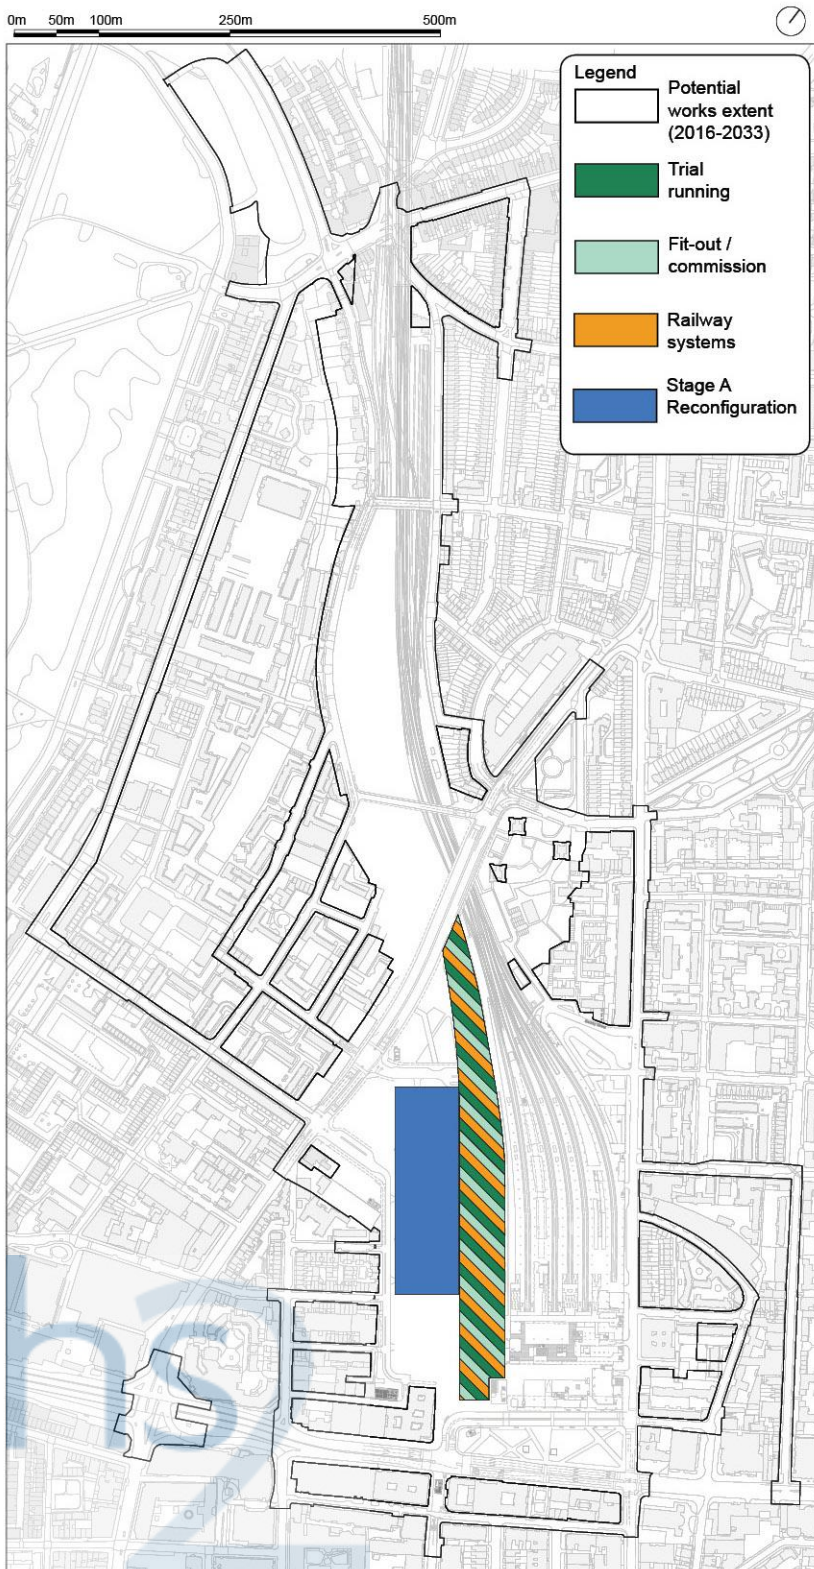 0m 50m 100m 250m 500m
Legend
Potential
works extent
(2016-2033)
Trial
running
Fit-out /
commission
Railway
systems
Stage A
Reconfiguration
hs2